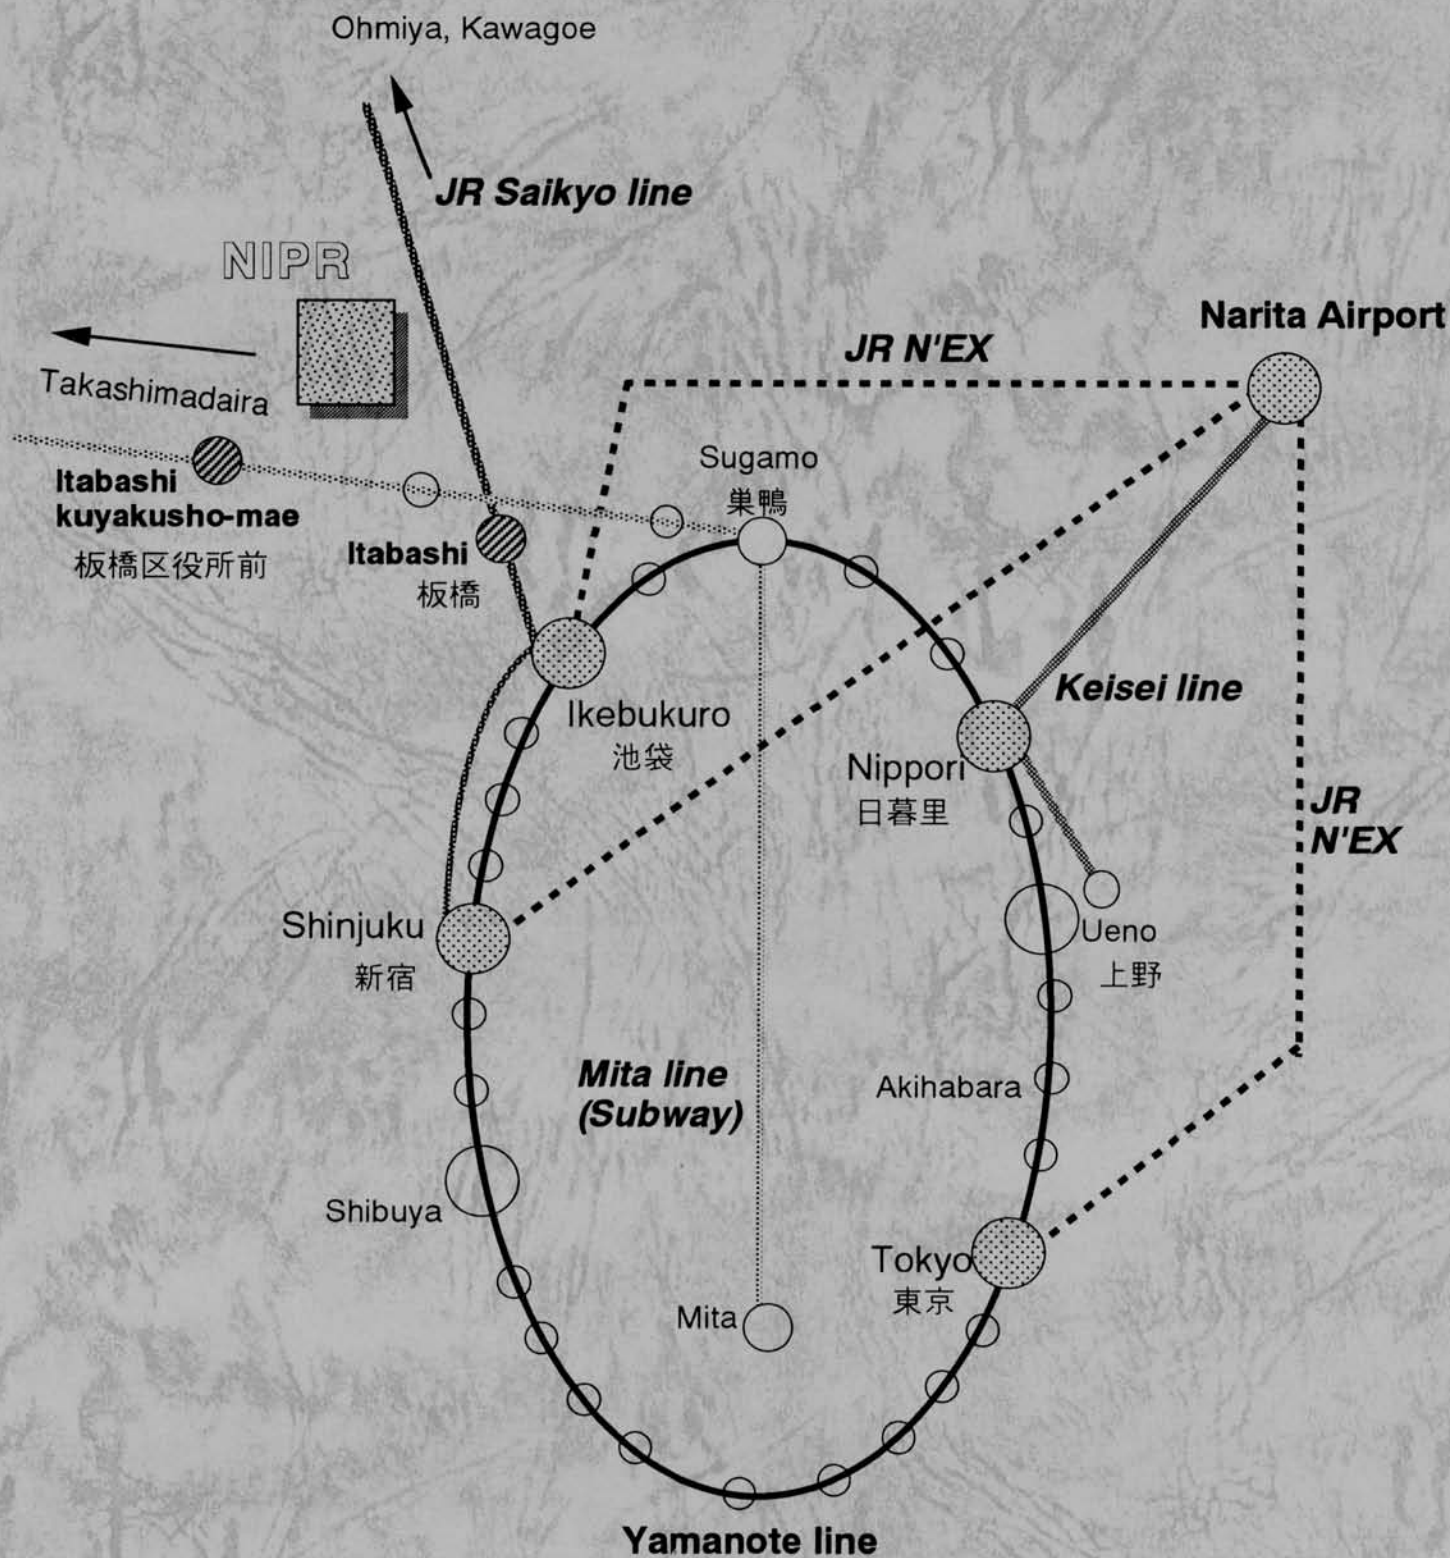 Ohmiya, Kawagoe
JR Saikyo line
NIPR
Narita Airport
JR N'EX
Takashimadaira
Sugamo
巣鴨
Itabashi
kuyakusho-mae
板橋区役所前
Itabashi
板橋
Keisei line
Ikebukuro
池袋
Nippori
日暮里
JR
N'EX
Shinjuku
新宿
Ueno
上野
Mita line
(Subway)
Akihabara
Shibuya
Tokyo
東京
Mita
Yamanote line